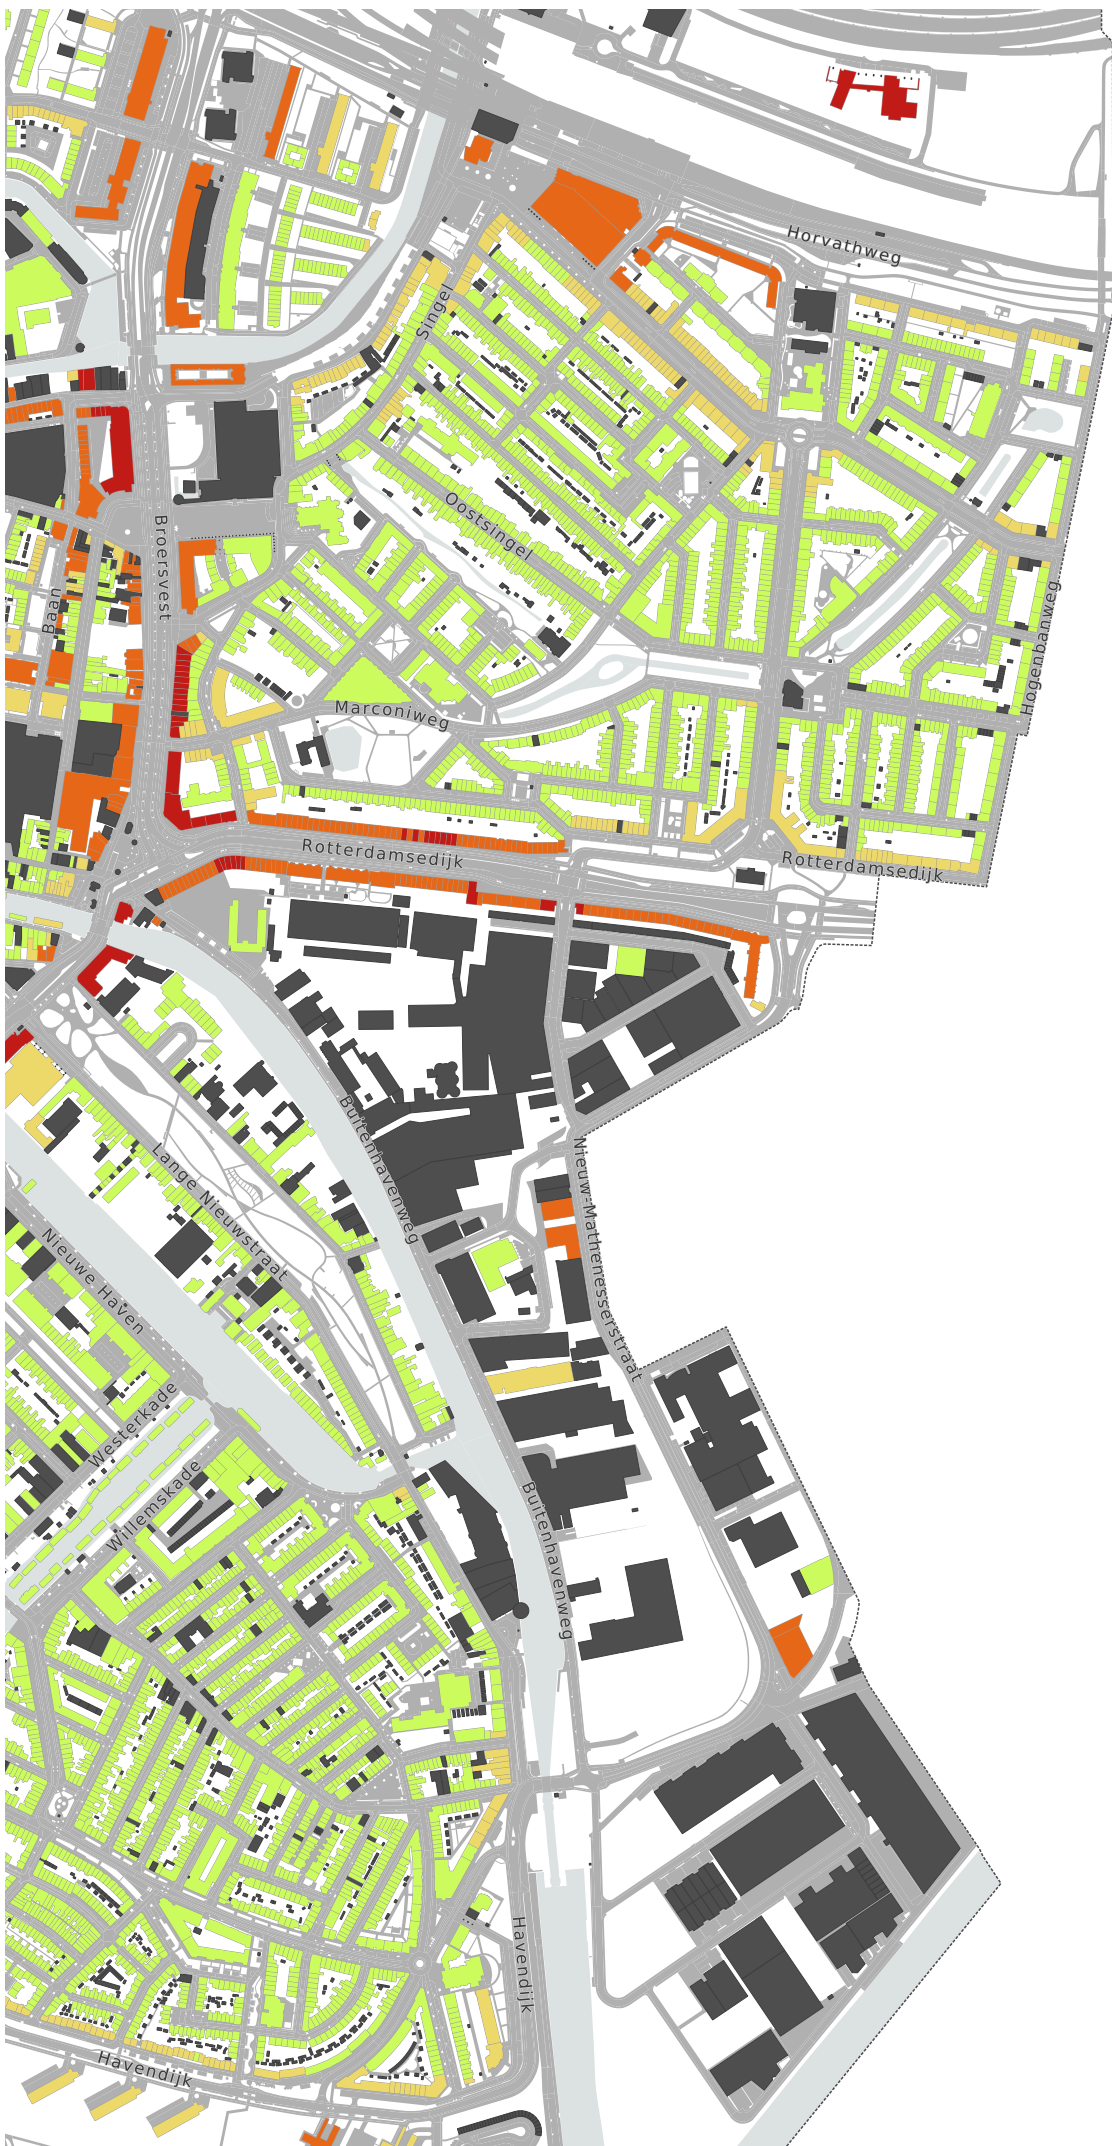 Horvathweg
Singel
Oostsingel
Broersvest
Baan
Hogenbanweg
Marconiweg
Rotterdamsedijk
Rotterdamsedijk
Buitenhavenweg
Nieuw-Mathenesserstraat
Lange Nieuwstraat
Nieuwe Haven
Westerkade
Willemskade
Buitenhavenweg
Havendijk
Havendijk